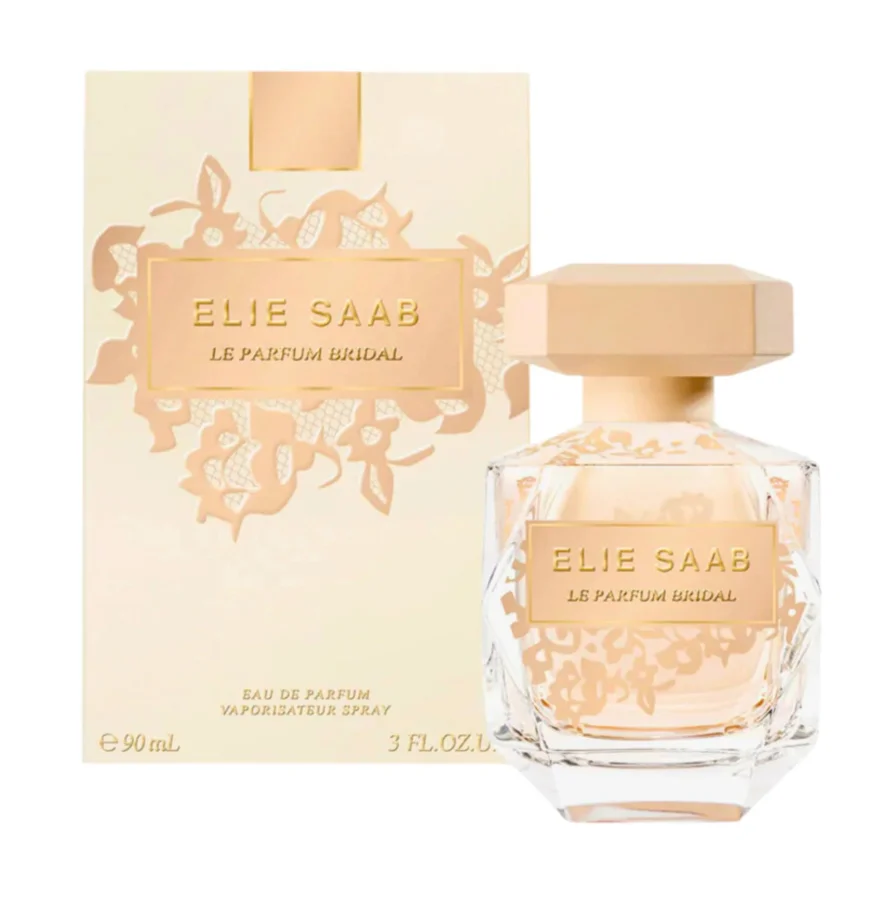 ELIE SAAB
LE PARFUM BRIDAL
EAU DE PARFUM
VAPORISATEUR SPRAY
℮ 90 mL
3 FL.OZ.U.
ELIE SAAB
LE PARFUM BRIDAL